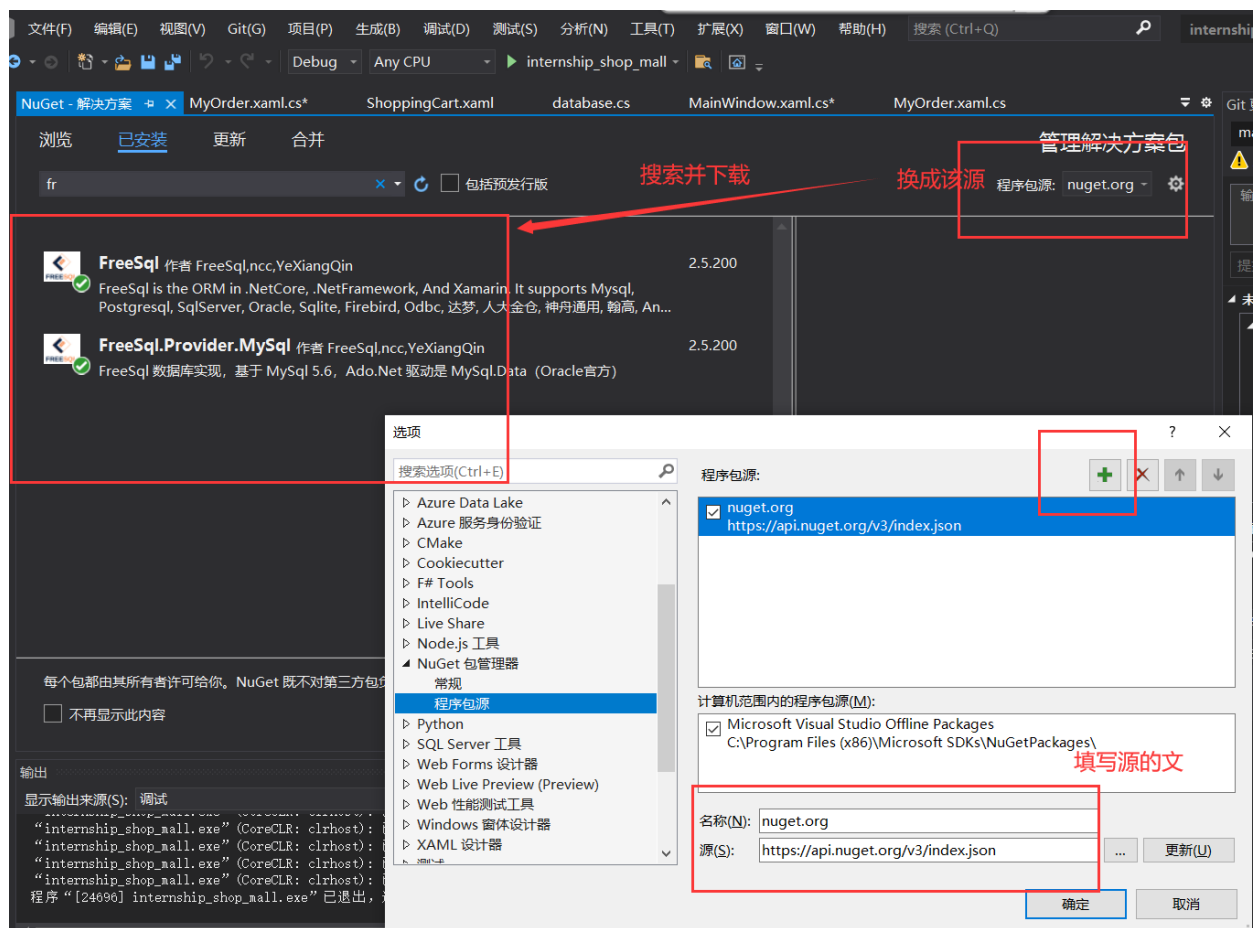 文件(F) 编辑(E) 视图(V) Git(G) 项目(P) 生成(B) 调试(D) 测试(S) 分析(N) 工具(T) 扩展(X) 窗口(W) 帮助(H) 搜索 (Ctrl+Q) internshi
Debug Any CPU internship_shop_mall
NuGet - 解决方案 MyOrder.xaml.cs* ShoppingCart.xaml database.cs MainWindow.xaml.cs* MyOrder.xaml.cs Git
浏览 已安装 更新 合并 管理解决方案包
fr 包括预发行版 搜索并下载 换成该源 程序包源: nuget.org
FreeSql 作者 FreeSql,ncc,YeXiangQin 2.5.200
FreeSql is the ORM in .NetCore, .NetFramework, And Xamarin. It supports Mysql,
Postgresql, SqlServer, Oracle, Sqlite, Firebird, Odbc, 达梦, 人大金仓, 神舟通用, 翰高, An...
FreeSql.Provider.MySql 作者 FreeSql,ncc,YeXiangQin 2.5.200
FreeSql 数据库实现，基于 MySql 5.6，Ado.Net 驱动是 MySql.Data（Oracle官方）
每个包都由其所有者许可给你。NuGet 既不对第三方包
不再显示此内容
输出
显示输出来源(S): 调试
“internship_shop_mall.exe”(CoreCLR: clrhost):
“internship_shop_mall.exe”(CoreCLR: clrhost):
“internship_shop_mall.exe”(CoreCLR: clrhost):
“internship_shop_mall.exe”(CoreCLR: clrhost):
程序“[24696] internship_shop_mall.exe”已退出，
选项 ?
搜索选项(Ctrl+E)
Azure Data Lake
Azure 服务身份验证
CMake
Cookiecutter
F# Tools
IntelliCode
Live Share
Node.js 工具
NuGet 包管理器
常规
程序包源
Python
SQL Server 工具
Web Forms 设计器
Web Live Preview (Preview)
Web 性能测试工具
Windows 窗体设计器
XAML 设计器
程序包源:
nuget.org
https://api.nuget.org/v3/index.json
计算机范围内的程序包源(M):
Microsoft Visual Studio Offline Packages
C:\Program Files (x86)\Microsoft SDKs\NuGetPackages\
填写源的文
名称(N): nuget.org
源(S): https://api.nuget.org/v3/index.json ... 更新(U)
确定 取消